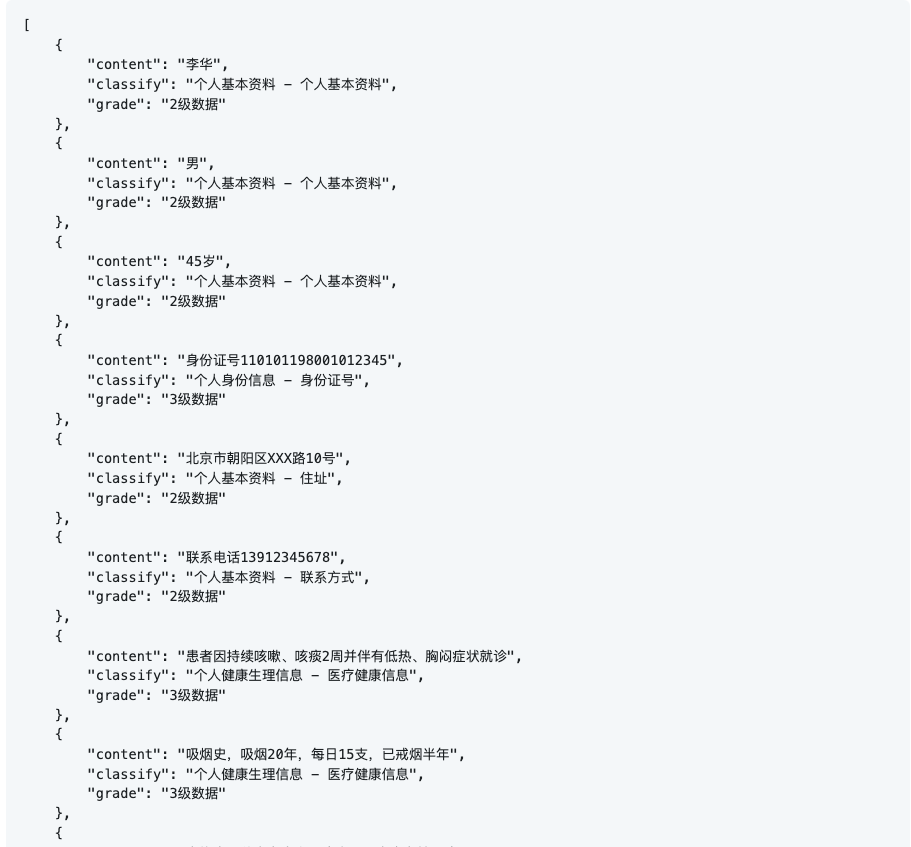 [
{
"content": "李华",
"classify": "个人基本资料 – 个人基本资料",
"grade": "2级数据"
},
{
"content": "男",
"classify": "个人基本资料 – 个人基本资料",
"grade": "2级数据"
},
{
"content": "45岁",
"classify": "个人基本资料 – 个人基本资料",
"grade": "2级数据"
},
{
"content": "身份证号110101198001012345",
"classify": "个人身份信息 – 身份证号",
"grade": "3级数据"
},
{
"content": "北京市朝阳区XXX路10号",
"classify": "个人基本资料 – 住址",
"grade": "2级数据"
},
{
"content": "联系电话13912345678",
"classify": "个人基本资料 – 联系方式",
"grade": "2级数据"
},
{
"content": "患者因持续咳嗽、咳痰2周并伴有低热、胸闷症状就诊",
"classify": "个人健康生理信息 – 医疗健康信息",
"grade": "3级数据"
},
{
"content": "吸烟史，吸烟20年，每日15支，已戒烟半年",
"classify": "个人健康生理信息 – 医疗健康信息",
"grade": "3级数据"
},
{